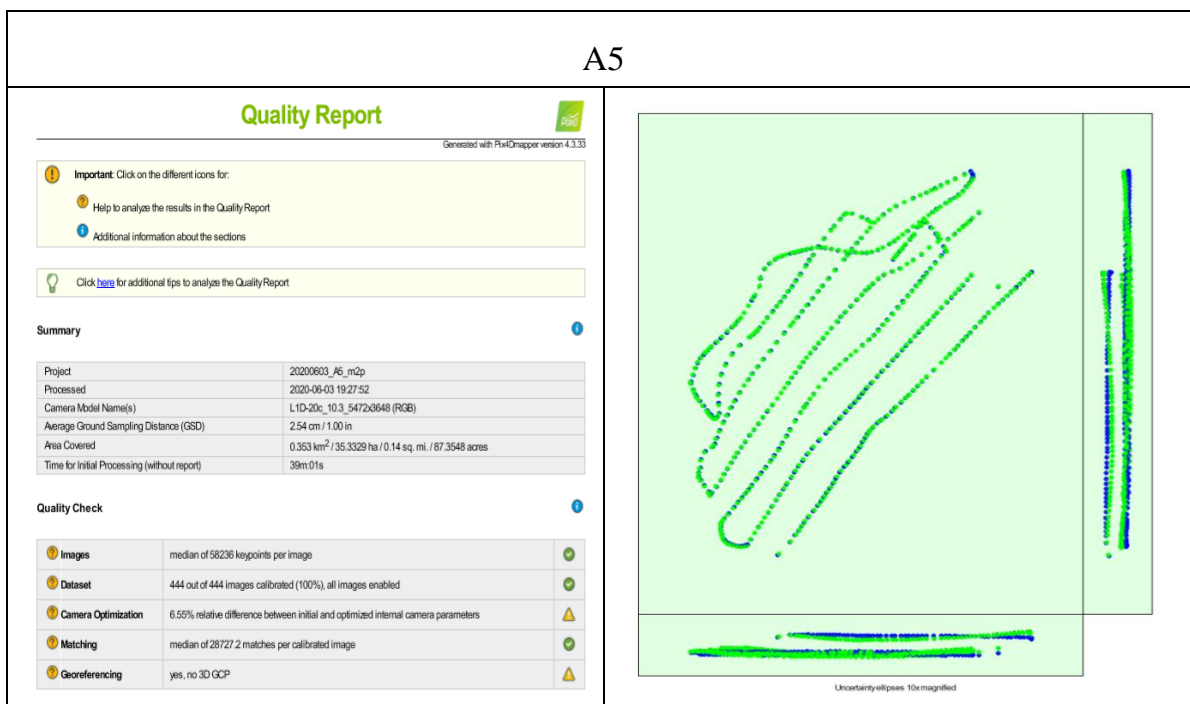 A5
Quality Report
Generated with Pix4Dmapper version 4.3.33
Important: Click on the different icons for:
Help to analyze the results in the Quality Report
Additional information about the sections
Click here for additional tips to analyze the Quality Report
Summary
Project 20200603_A5_m2p
Processed 2020-06-03 19:27:52
Camera Model Name(s) L1D-20c_10.3_5472x3648 (RGB)
Average Ground Sampling Distance (GSD) 2.54 cm / 1.00 in
Area Covered 0.353 km2 / 35.3329 ha / 0.14 sq. mi. / 87.3548 acres
Time for Initial Processing (without report) 39m:01s
Quality Check
Images median of 58236 keypoints per image
Dataset 444 out of 444 images calibrated (100%), all images enabled
Camera Optimization 6.55% relative difference between initial and optimized internal camera parameters
Matching median of 28727.2 matches per calibrated image
Georeferencing yes, no 3D GCP
Uncertainty ellipses 10x magnified